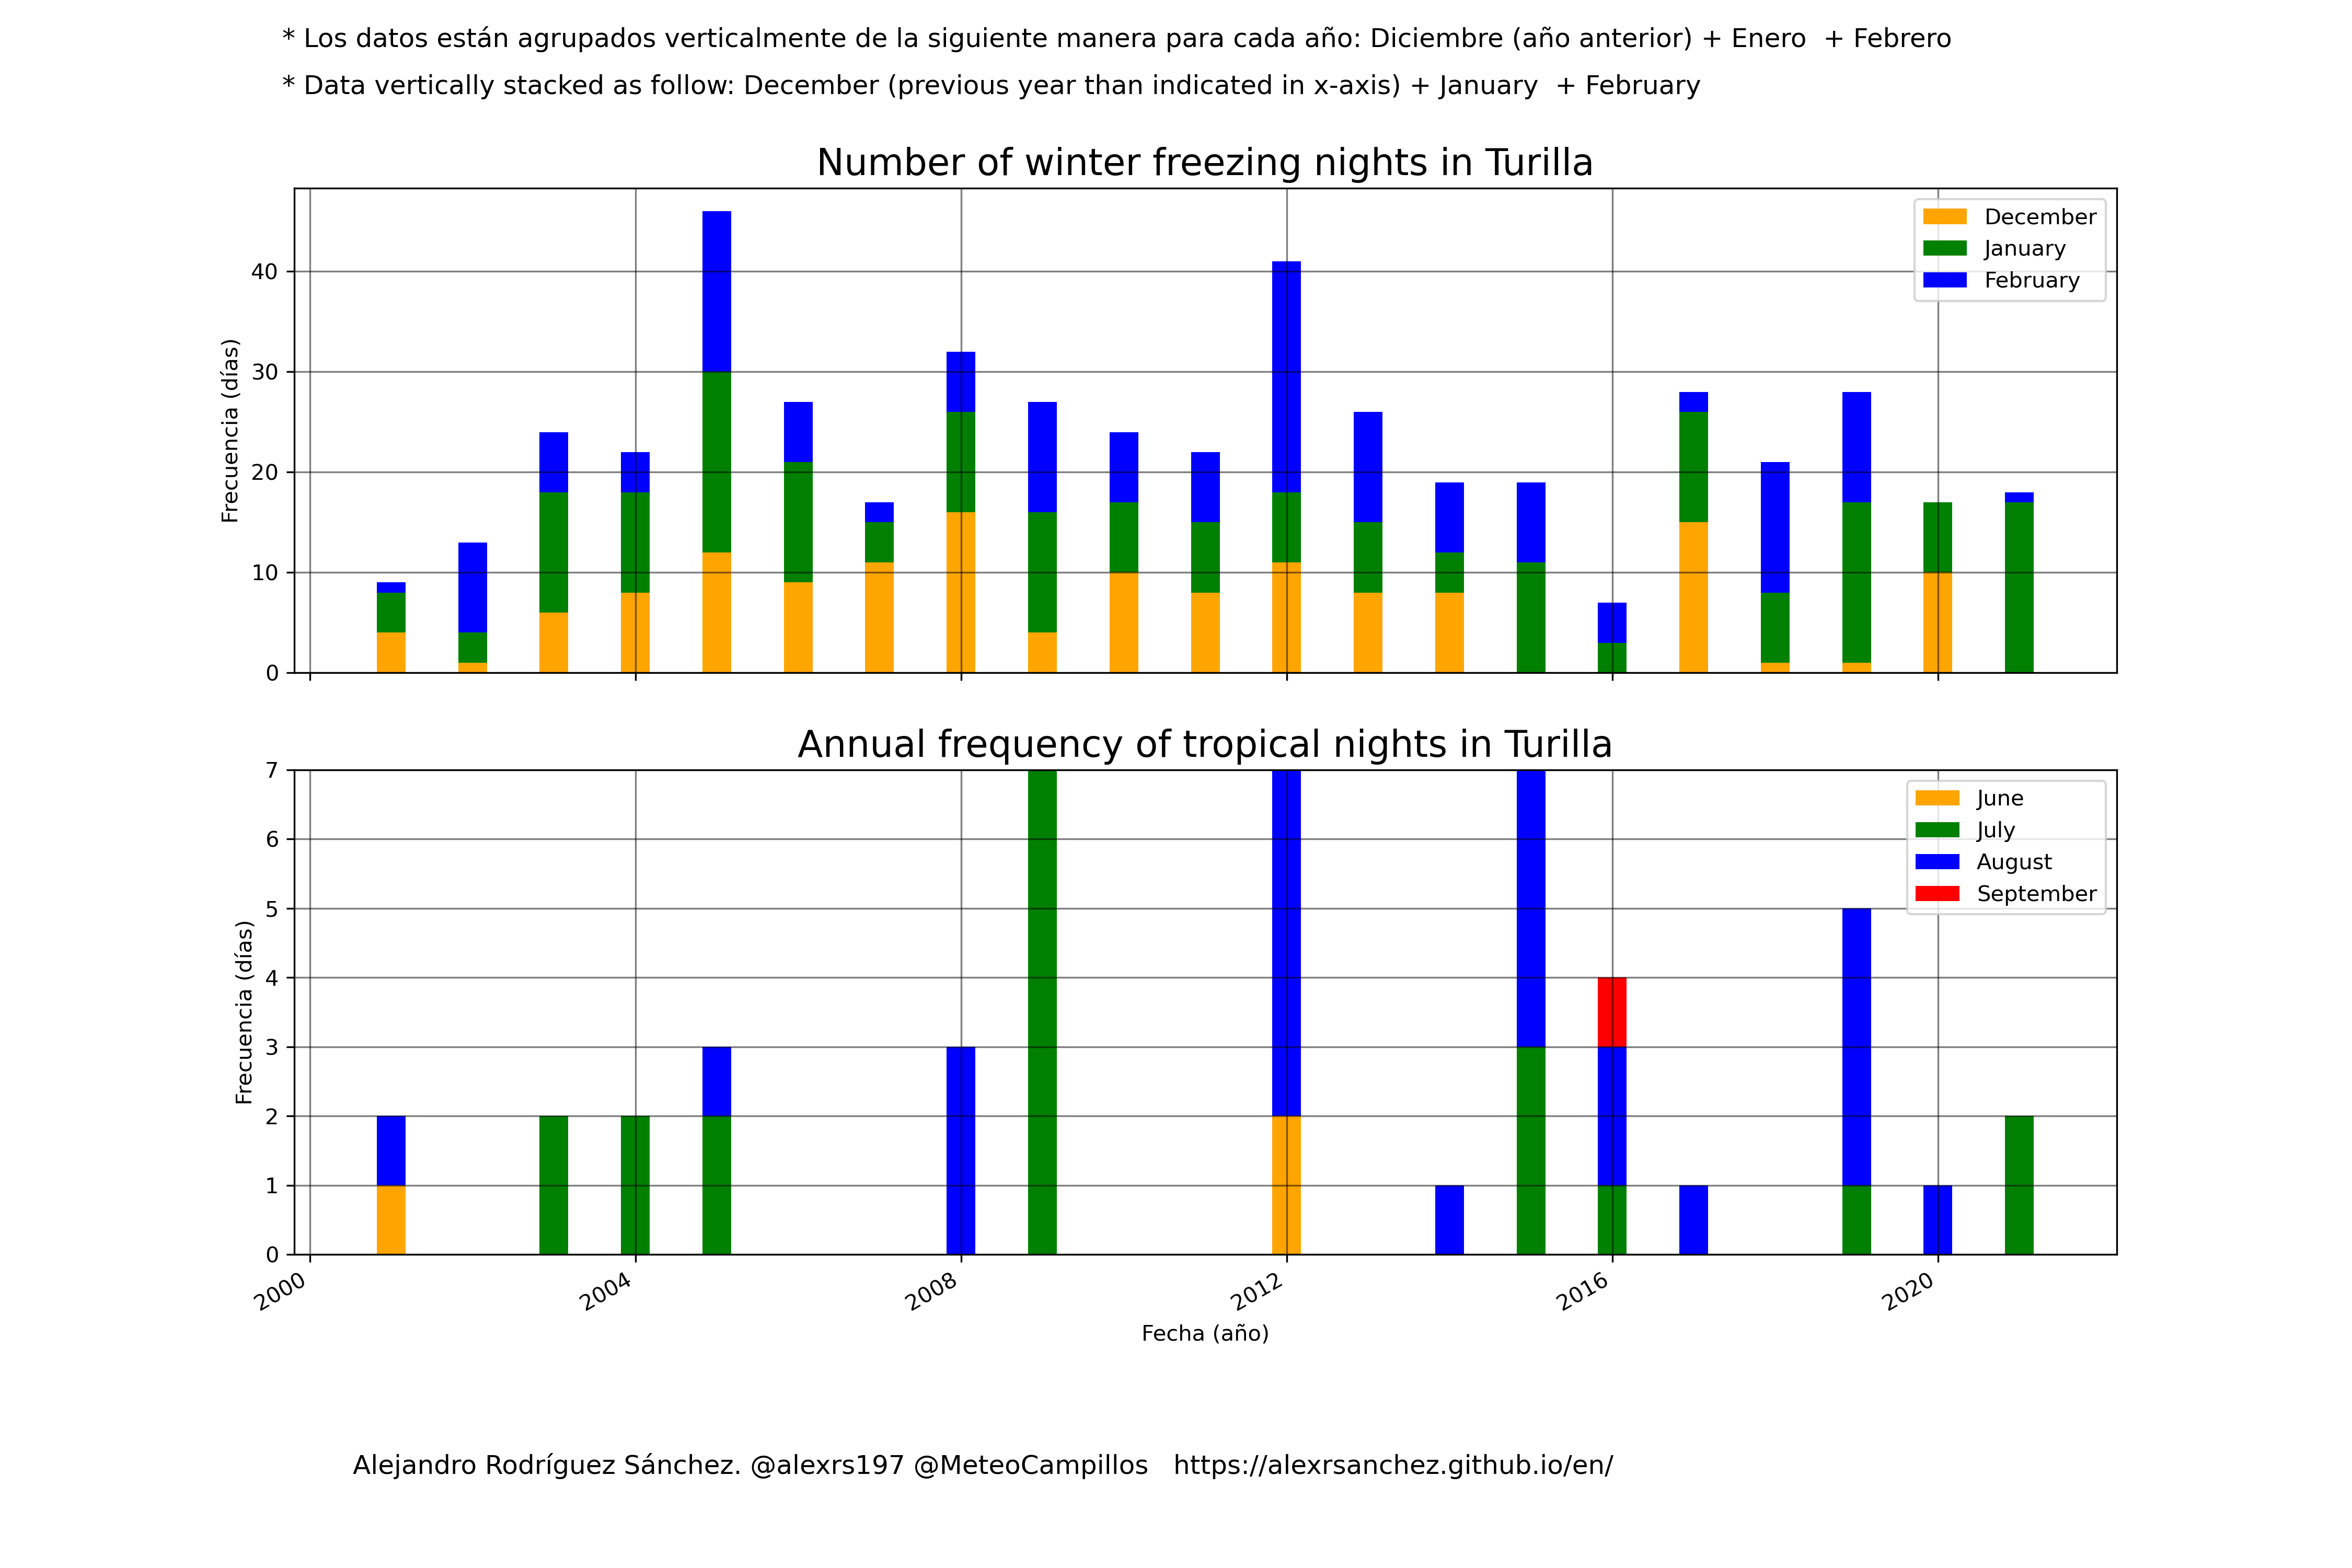 * Los datos están agrupados verticalmente de la siguiente manera para cada año: Diciembre (año anterior) + Enero  + Febrero
* Data vertically stacked as follow: December (previous year than indicated in x-axis) + January  + February
Number of winter freezing nights in Turilla
Frecuencia (días)
40
30
20
10
0
December
January
February
Annual frequency of tropical nights in Turilla
Frecuencia (días)
7
6
5
4
3
2
1
0
June
July
August
September
2000
2004
2008
2012
2016
2020
Fecha (año)
Alejandro Rodríguez Sánchez. @alexrs197 @MeteoCampillos   https://alexrsanchez.github.io/en/